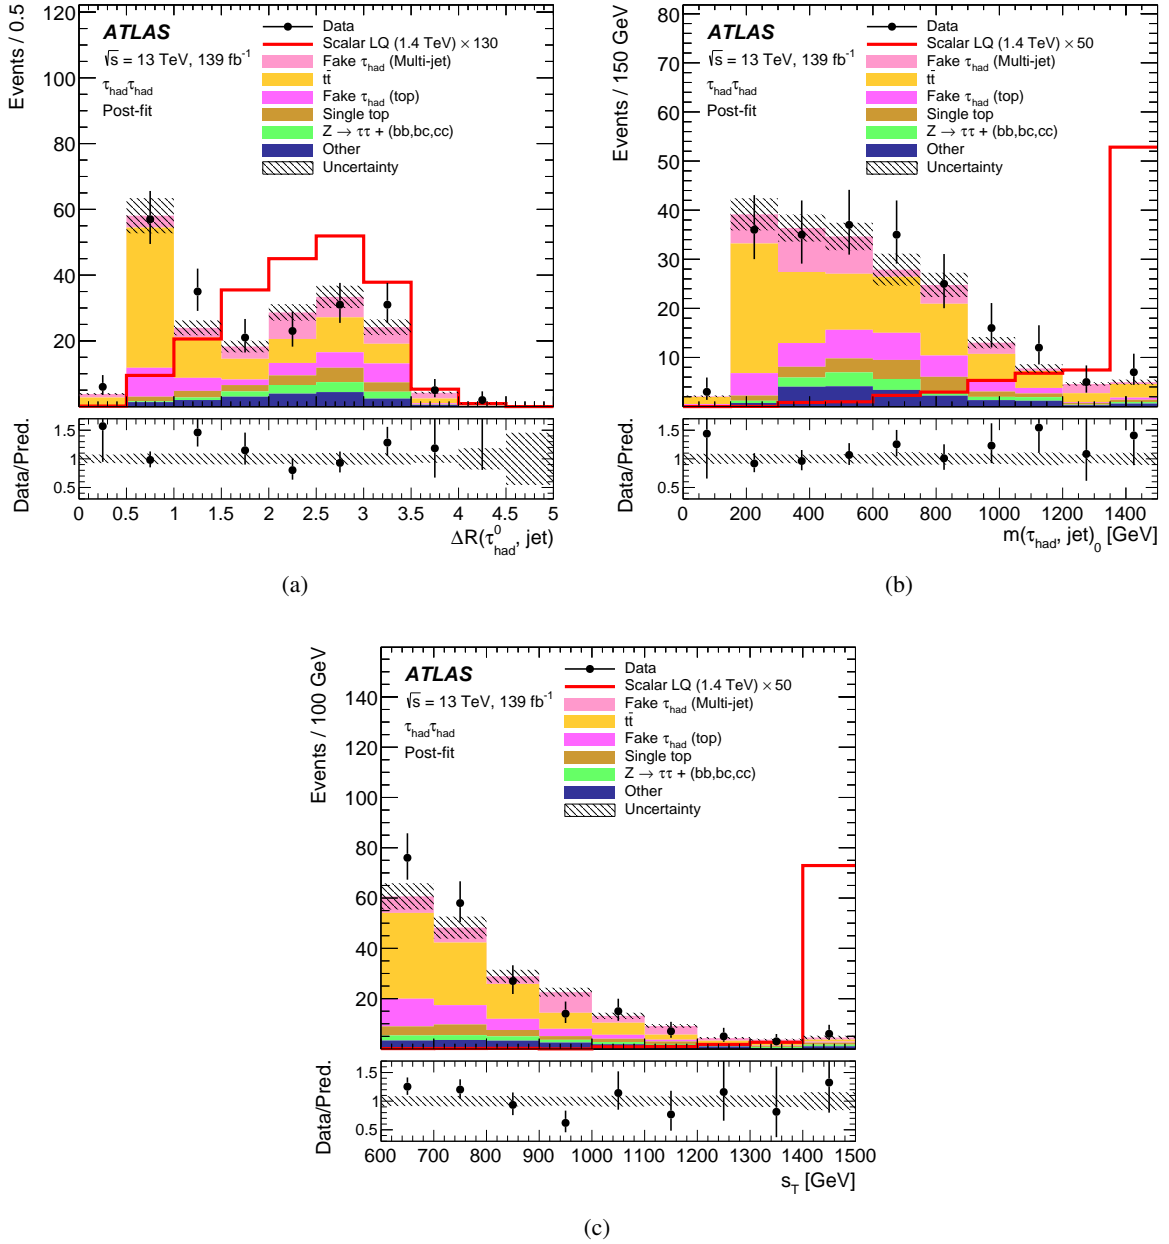 Events / 0.5
120
100
80
60
40
20
ATLAS
√s = 13 TeV, 139 fb⁻¹
τhadτhad
Post-fit
Data
Scalar LQ (1.4 TeV) × 130
Fake τhad (Multi-jet)
tt̄
Fake τhad (top)
Single top
Z → ττ + (bb,bc,cc)
Other
Uncertainty
Data/Pred.
1.5
1
0.5
0 0.5 1 1.5 2 2.5 3 3.5 4 4.5 5
ΔR(τ⁰had, jet)
(a)
Events / 150 GeV
80
70
60
50
40
30
20
10
ATLAS
√s = 13 TeV, 139 fb⁻¹
τhadτhad
Post-fit
Data
Scalar LQ (1.4 TeV) × 50
Fake τhad (Multi-jet)
tt̄
Fake τhad (top)
Single top
Z → ττ + (bb,bc,cc)
Other
Uncertainty
Data/Pred.
1.5
1
0.5
0 200 400 600 800 1000 1200 1400
m(τhad, jet)₀ [GeV]
(b)
Events / 100 GeV
140
120
100
80
60
40
20
ATLAS
√s = 13 TeV, 139 fb⁻¹
τhadτhad
Post-fit
Data
Scalar LQ (1.4 TeV) × 50
Fake τhad (Multi-jet)
tt̄
Fake τhad (top)
Single top
Z → ττ + (bb,bc,cc)
Other
Uncertainty
Data/Pred.
1.5
1
0.5
600 700 800 900 1000 1100 1200 1300 1400 1500
sT [GeV]
(c)